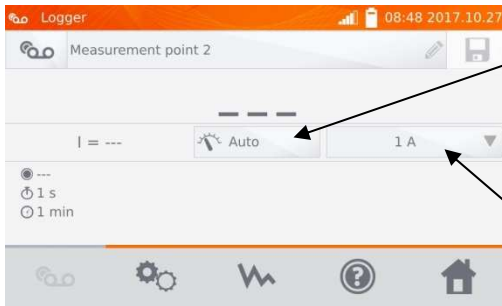 Logger 08:48 2017.10.27
Measurement point 2
---
I = --- Auto 1 A
---
1 s
1 min